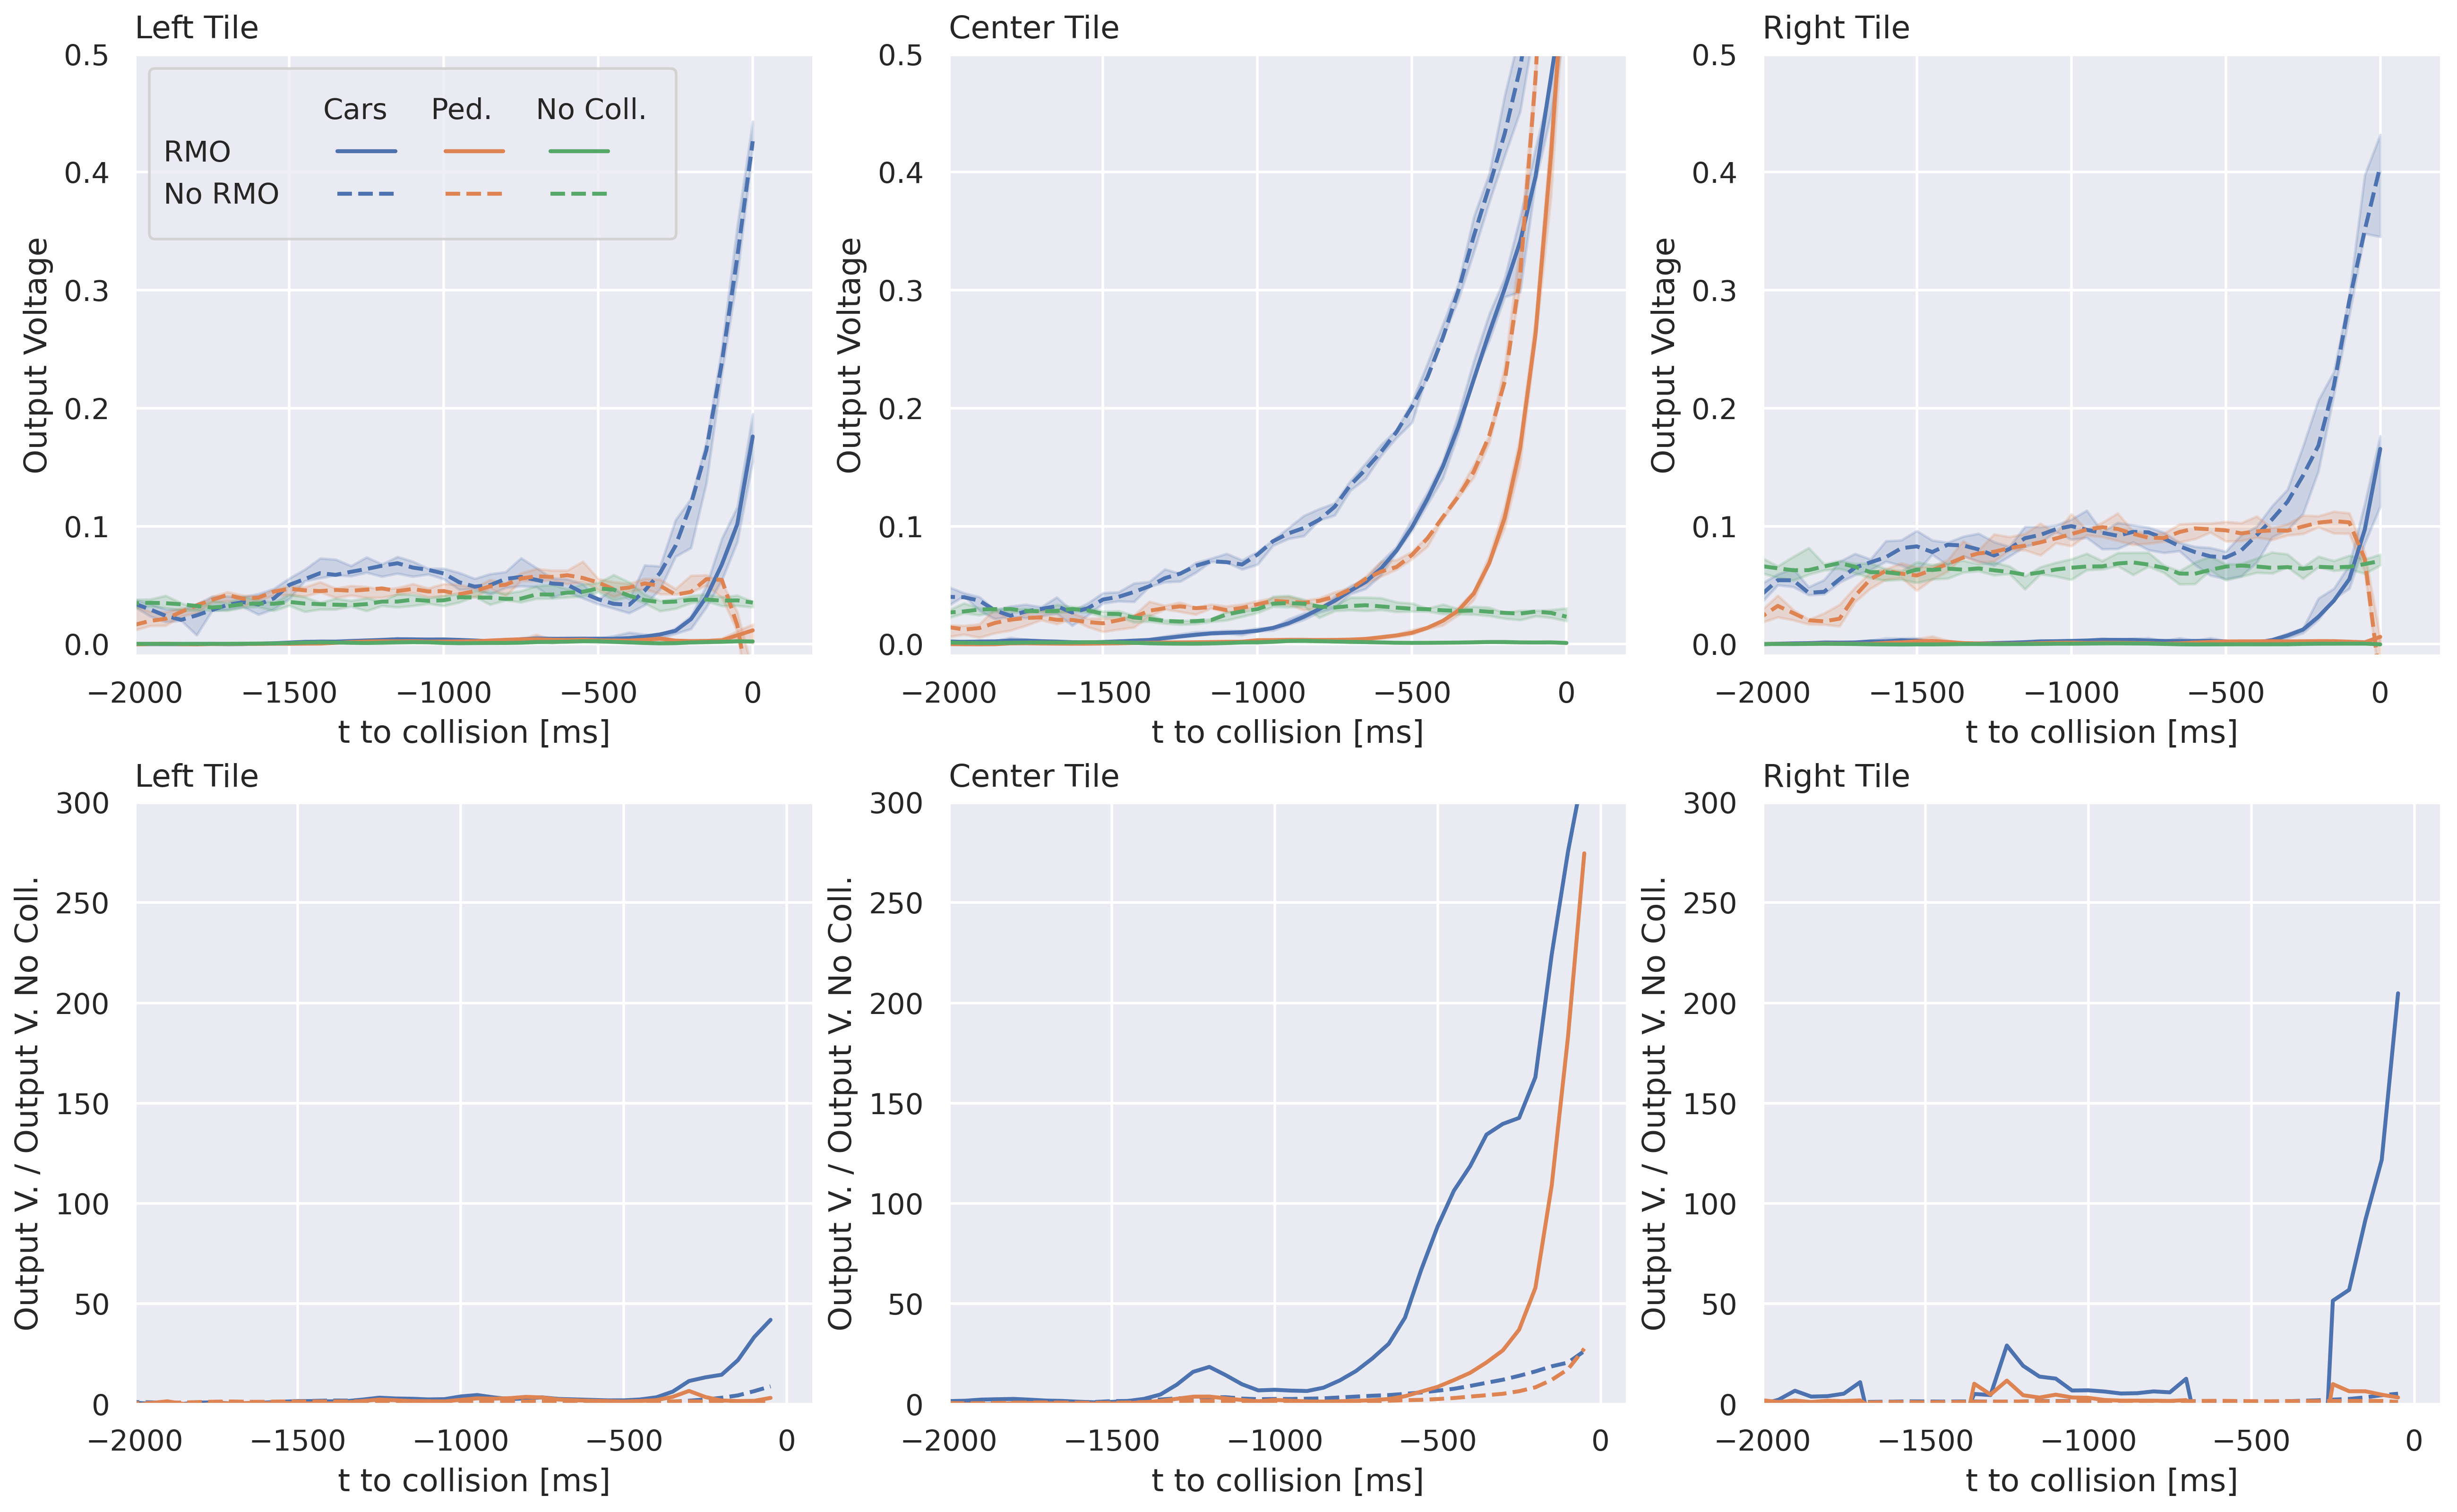 Left Tile
Center Tile
Right Tile
Cars Ped. No Coll.
RMO
No RMO
Output Voltage
0.5
0.4
0.3
0.2
0.1
0.0
−2000 −1500 −1000 −500 0
t to collision [ms]
Output Voltage
0.5
0.4
0.3
0.2
0.1
0.0
−2000 −1500 −1000 −500 0
t to collision [ms]
Output Voltage
0.5
0.4
0.3
0.2
0.1
0.0
−2000 −1500 −1000 −500 0
t to collision [ms]
Left Tile
Center Tile
Right Tile
Output V. / Output V. No Coll.
300
250
200
150
100
50
0
−2000 −1500 −1000 −500 0
t to collision [ms]
Output V. / Output V. No Coll.
300
250
200
150
100
50
0
−2000 −1500 −1000 −500 0
t to collision [ms]
Output V. / Output V. No Coll.
300
250
200
150
100
50
0
−2000 −1500 −1000 −500 0
t to collision [ms]